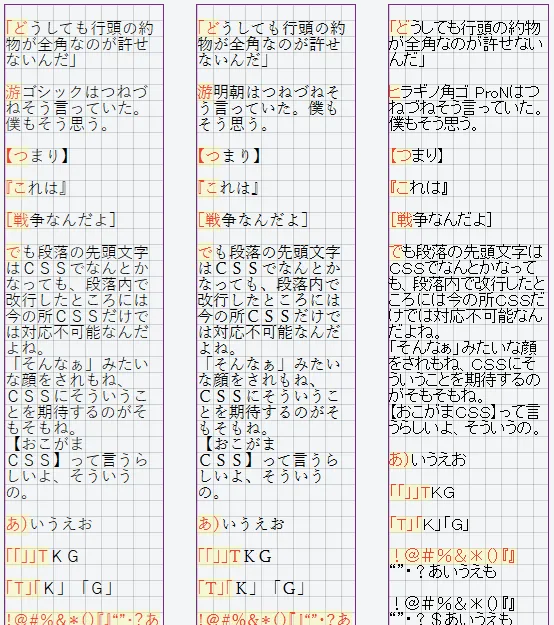 「どうしても行頭の約
物が全角なのが許せ
ないんだ」
游ゴシックはつねづ
ねそう言っていた。
僕もそう思う。
【つまり】
『これは』
[戦争なんだよ]
でも段落の先頭文字
はＣＳＳでなんとか
なっても、段落内で
改行したところには
今の所ＣＳＳだけで
は対応不可能なんだ
よね。
「そんなぁ」みたい
な顔をされもね、
ＣＳＳにそういうこ
とを期待するのがそ
もそもね。
【おこがま
ＣＳＳ】って言うら
しいよ、そういう
の。
あ)いうえお
「「」」ＴＫＧ
「Ｔ」「Ｋ」「Ｇ」
!@#%&*()『』“”・?あ
「どうしても行頭の約
物が全角なのが許せ
ないんだ」
游明朝はつねづねそ
う言っていた。僕も
そう思う。
【つまり】
『これは』
[戦争なんだよ]
でも段落の先頭文字
はＣＳＳでなんとか
なっても、段落内で
改行したところには
今の所ＣＳＳだけで
は対応不可能なんだ
よね。
「そんなぁ」みたい
な顔をされもね、
ＣＳＳにそういうこ
とを期待するのがそ
もそもね。
【おこがま
ＣＳＳ】って言うら
しいよ、そういう
の。
あ)いうえお
「「」」ＴＫＧ
「Ｔ」「Ｋ」「Ｇ」
!@#%&*()『』“”・?あ
「どうしても行頭の約物
が全角なのが許せない
んだ」
ヒラギノ角ゴ ProNはつ
ねづねそう言っていた。
僕もそう思う。
【つまり】
『これは』
[戦争なんだよ]
でも段落の先頭文字は
ＣＳＳでなんとかなって
も、段落内で改行したと
ころには今の所ＣＳＳだ
けでは対応不可能なん
だよね。
「そんなぁ」みたいな顔
をされもね、ＣＳＳにそ
ういうことを期待するの
がそもそもね。
【おこがまＣＳＳ】って言
うらしいよ、そういうの。
あ)いうえお
「「」」ＴＫＧ
「Ｔ」「Ｋ」「Ｇ」
！＠＃％＆＊（）『』
“”・？あいうえも
！＠＃％＆＊（）『』
“”・？＄あいうえも